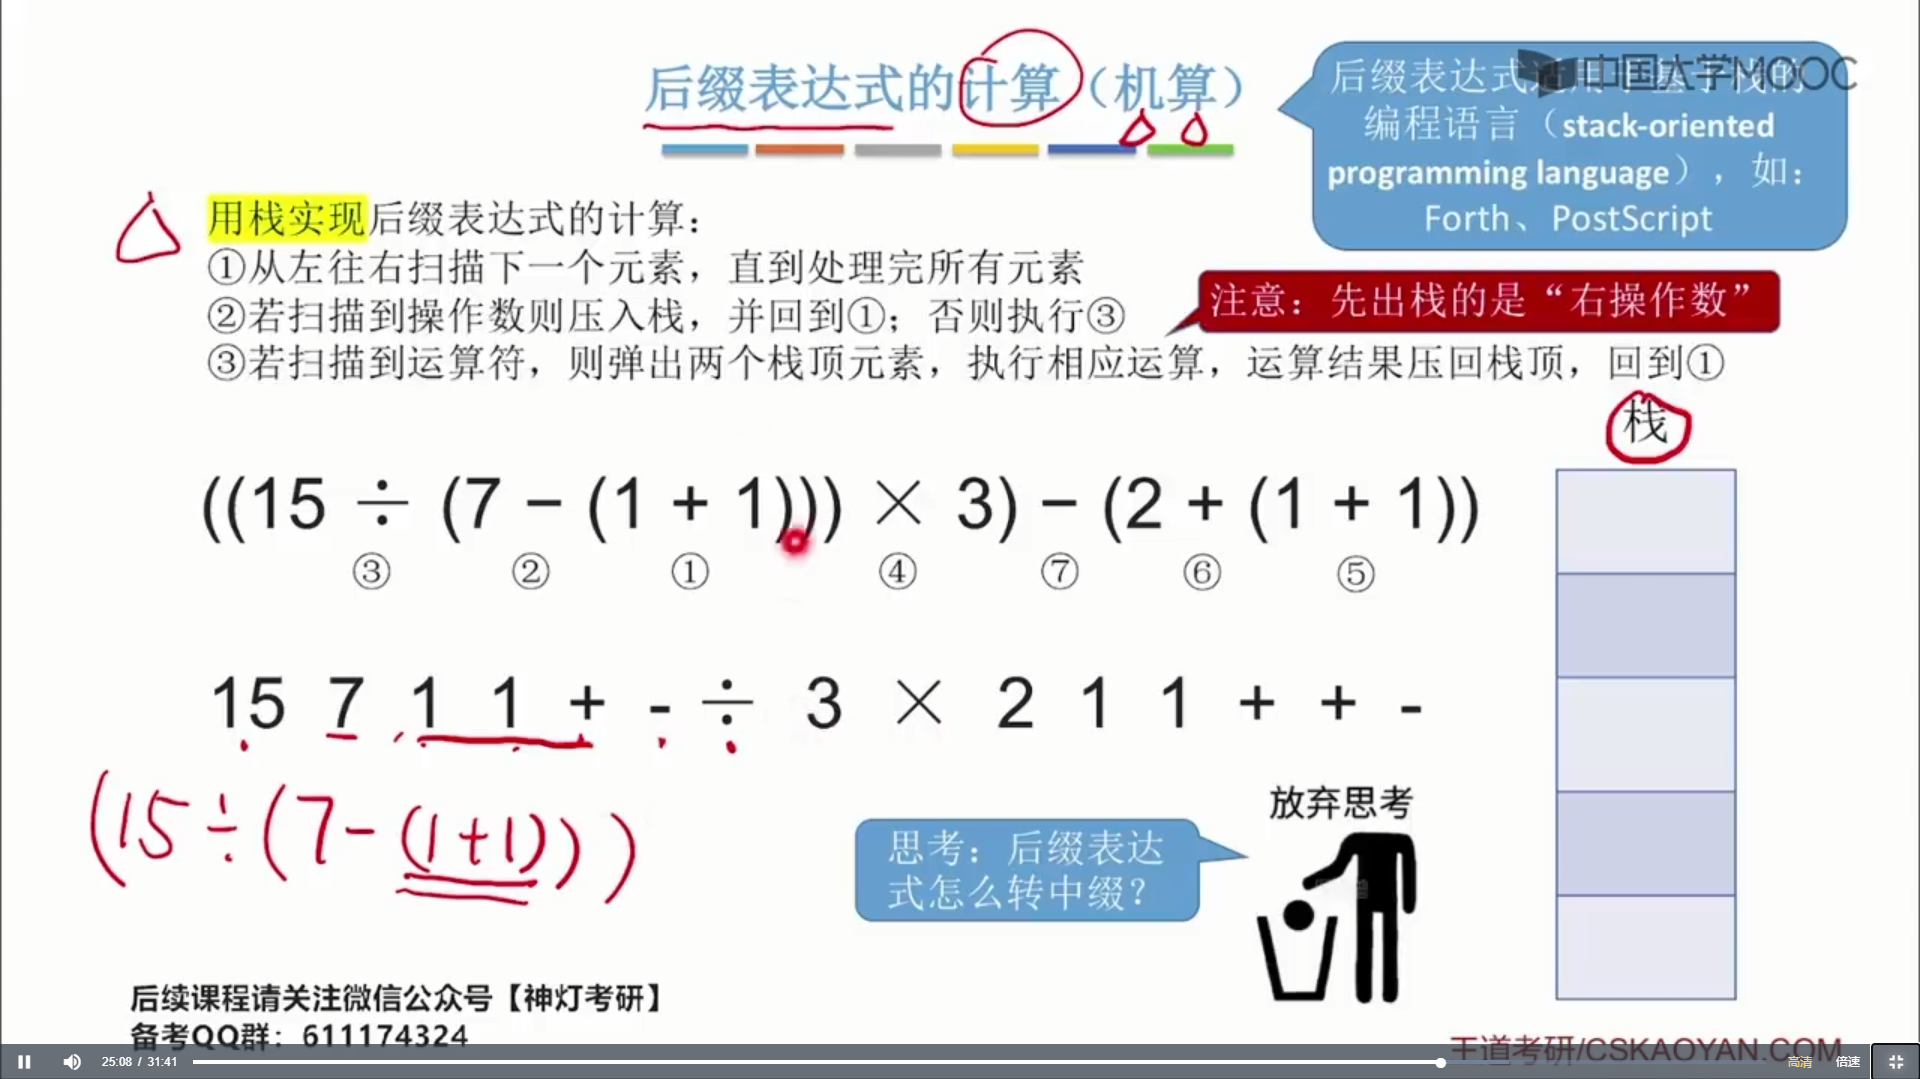 后缀表达式的计算（机算）
中国大学MOOC
后缀表达式适用于基于栈的
编程语言（stack-oriented
programming language），如：
Forth、PostScript
用栈实现后缀表达式的计算：
①从左往右扫描下一个元素，直到处理完所有元素
②若扫描到操作数则压入栈，并回到①；否则执行③
注意：先出栈的是“右操作数”
③若扫描到运算符，则弹出两个栈顶元素，执行相应运算，运算结果压回栈顶，回到①
栈
((15 ÷ (7 − (1 + 1))) × 3) − (2 + (1 + 1))
③ ② ① ④ ⑦ ⑥ ⑤
15 7 1 1 + - ÷ 3 × 2 1 1 + + -
(15÷(7-(1+1)))
放弃思考
思考：后缀表达
式怎么转中缀？
后续课程请关注微信公众号【神灯考研】
备考QQ群：611174324
王道考研/CSKAOYAN.COM
25:08 / 31:41
高清
倍速